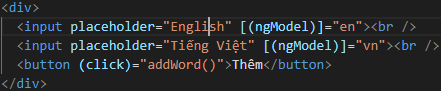 <div>
<input placeholder="English" [(ngModel)]="en"><br />
<input placeholder="Tiếng Việt" [(ngModel)]="vn"><br />
<button (click)="addWord()">Thêm</button>
</div>